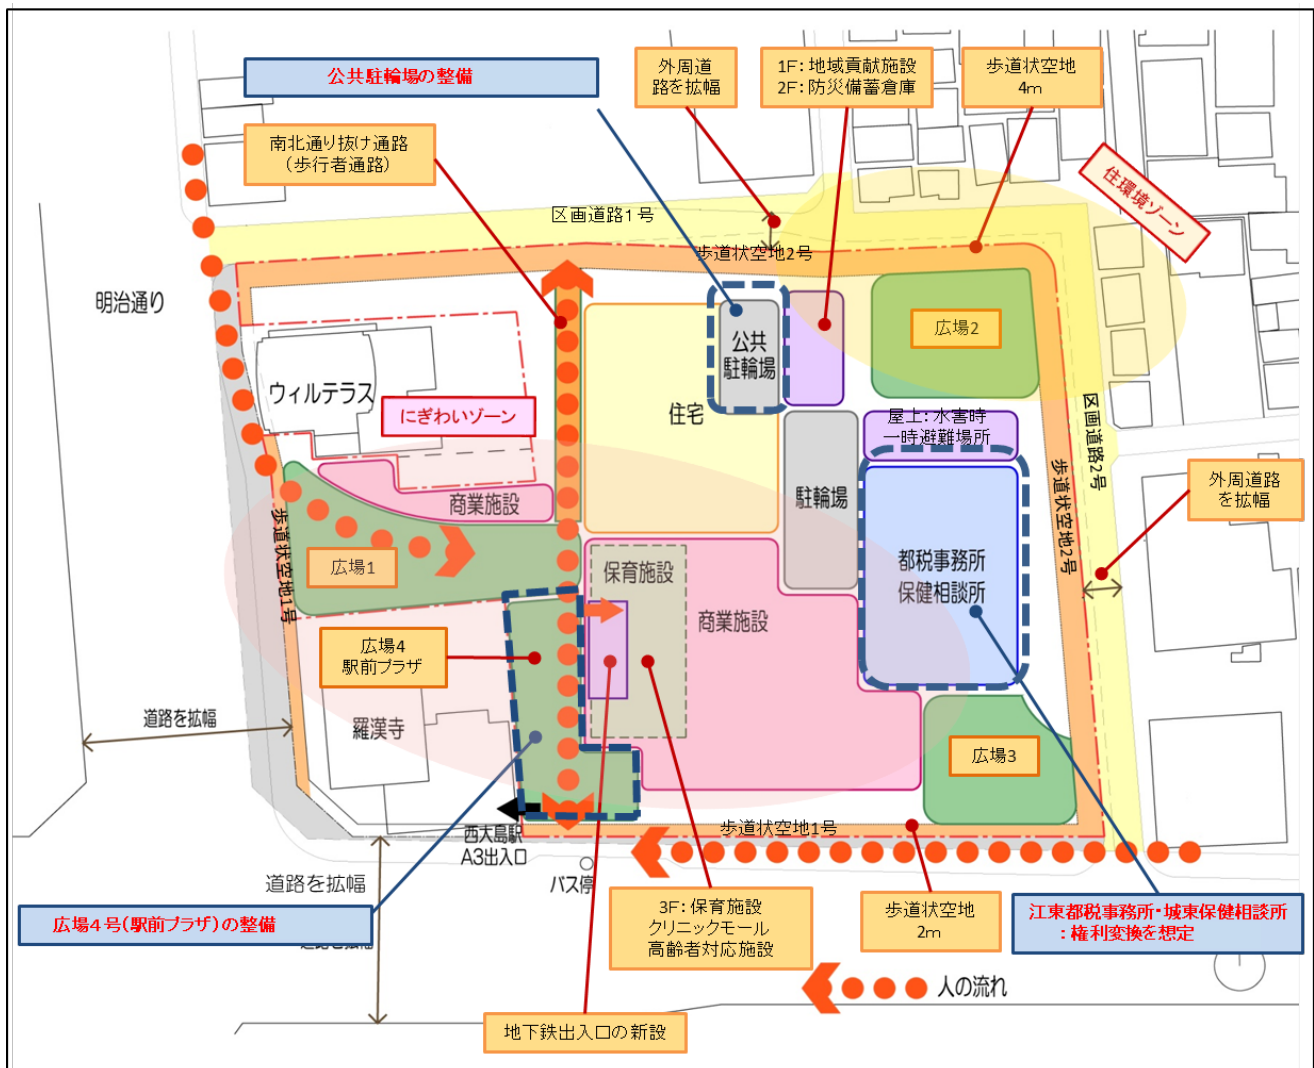 公共駐輪場の整備
外周道
路を拡幅
1F：地域貢献施設
2F：防災備蓄倉庫
歩道状空地
4m
南北通り抜け通路
（歩行者通路）
住環境ゾーン
区画道路1号
歩道状空地2号
明治通り
広場2
公共
駐輪場
ウィルテラス
にぎわいゾーン
住宅
屋上：水害時
一時避難場所
区画道路2号
歩道状空地2号
外周道路
を拡幅
商業施設
駐輪場
歩道状空地1号
広場1
保育施設
都税事務所
保健相談所
商業施設
広場4
駅前プラザ
道路を拡幅
羅漢寺
広場3
西大島駅
A3出入口
歩道状空地1号
バス停
道路を拡幅
広場４号（駅前プラザ）の整備
3F：保育施設
クリニックモール
高齢者対応施設
歩道状空地
2m
江東都税事務所・城東保健相談所
：権利変換を想定
人の流れ
地下鉄出入口の新設